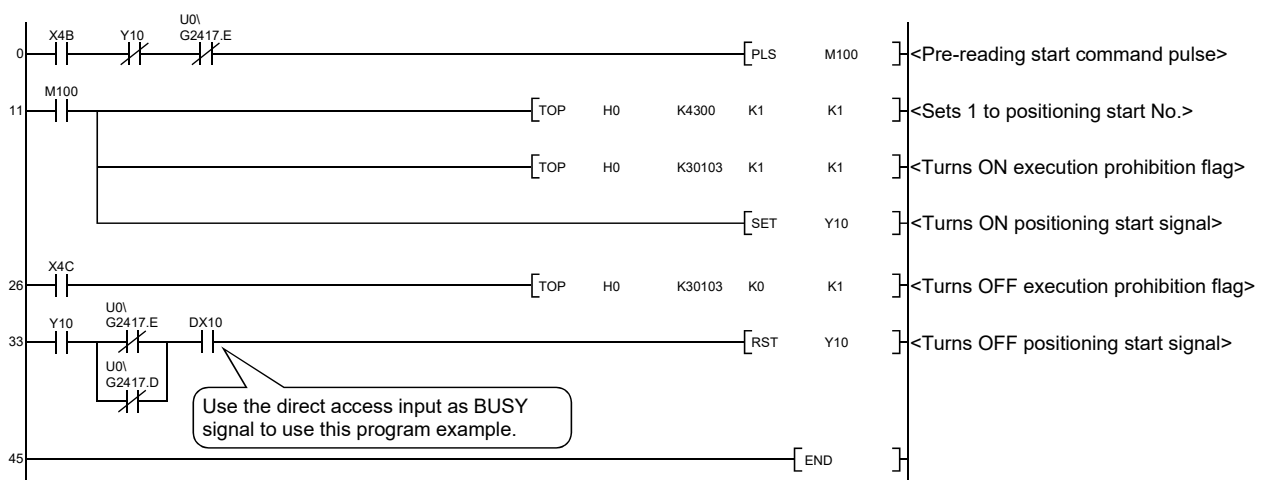 U0\
X4B Y10 G2417.E
0 PLS M100 <Pre-reading start command pulse>
M100
11 TOP H0 K4300 K1 K1 <Sets 1 to positioning start No.>
TOP H0 K30103 K1 K1 <Turns ON execution prohibition flag>
SET Y10 <Turns ON positioning start signal>
X4C
26 TOP H0 K30103 K0 K1 <Turns OFF execution prohibition flag>
U0\
Y10 G2417.E DX10
33 RST Y10 <Turns OFF positioning start signal>
U0\
G2417.D
Use the direct access input as BUSY
signal to use this program example.
45 END